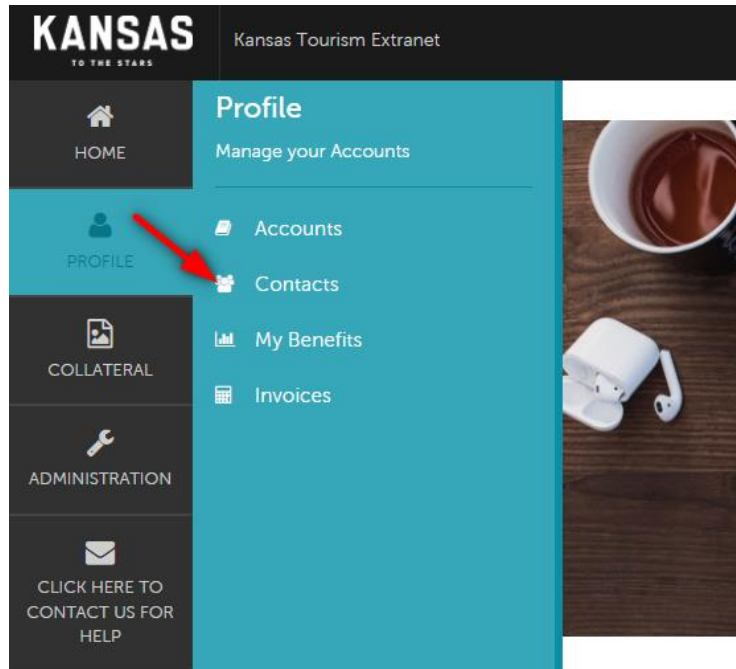 KANSAS
TO THE STARS
Kansas Tourism Extranet
HOME
PROFILE
COLLATERAL
ADMINISTRATION
CLICK HERE TO
CONTACT US FOR
HELP
Profile
Manage your Accounts
Accounts
Contacts
My Benefits
Invoices